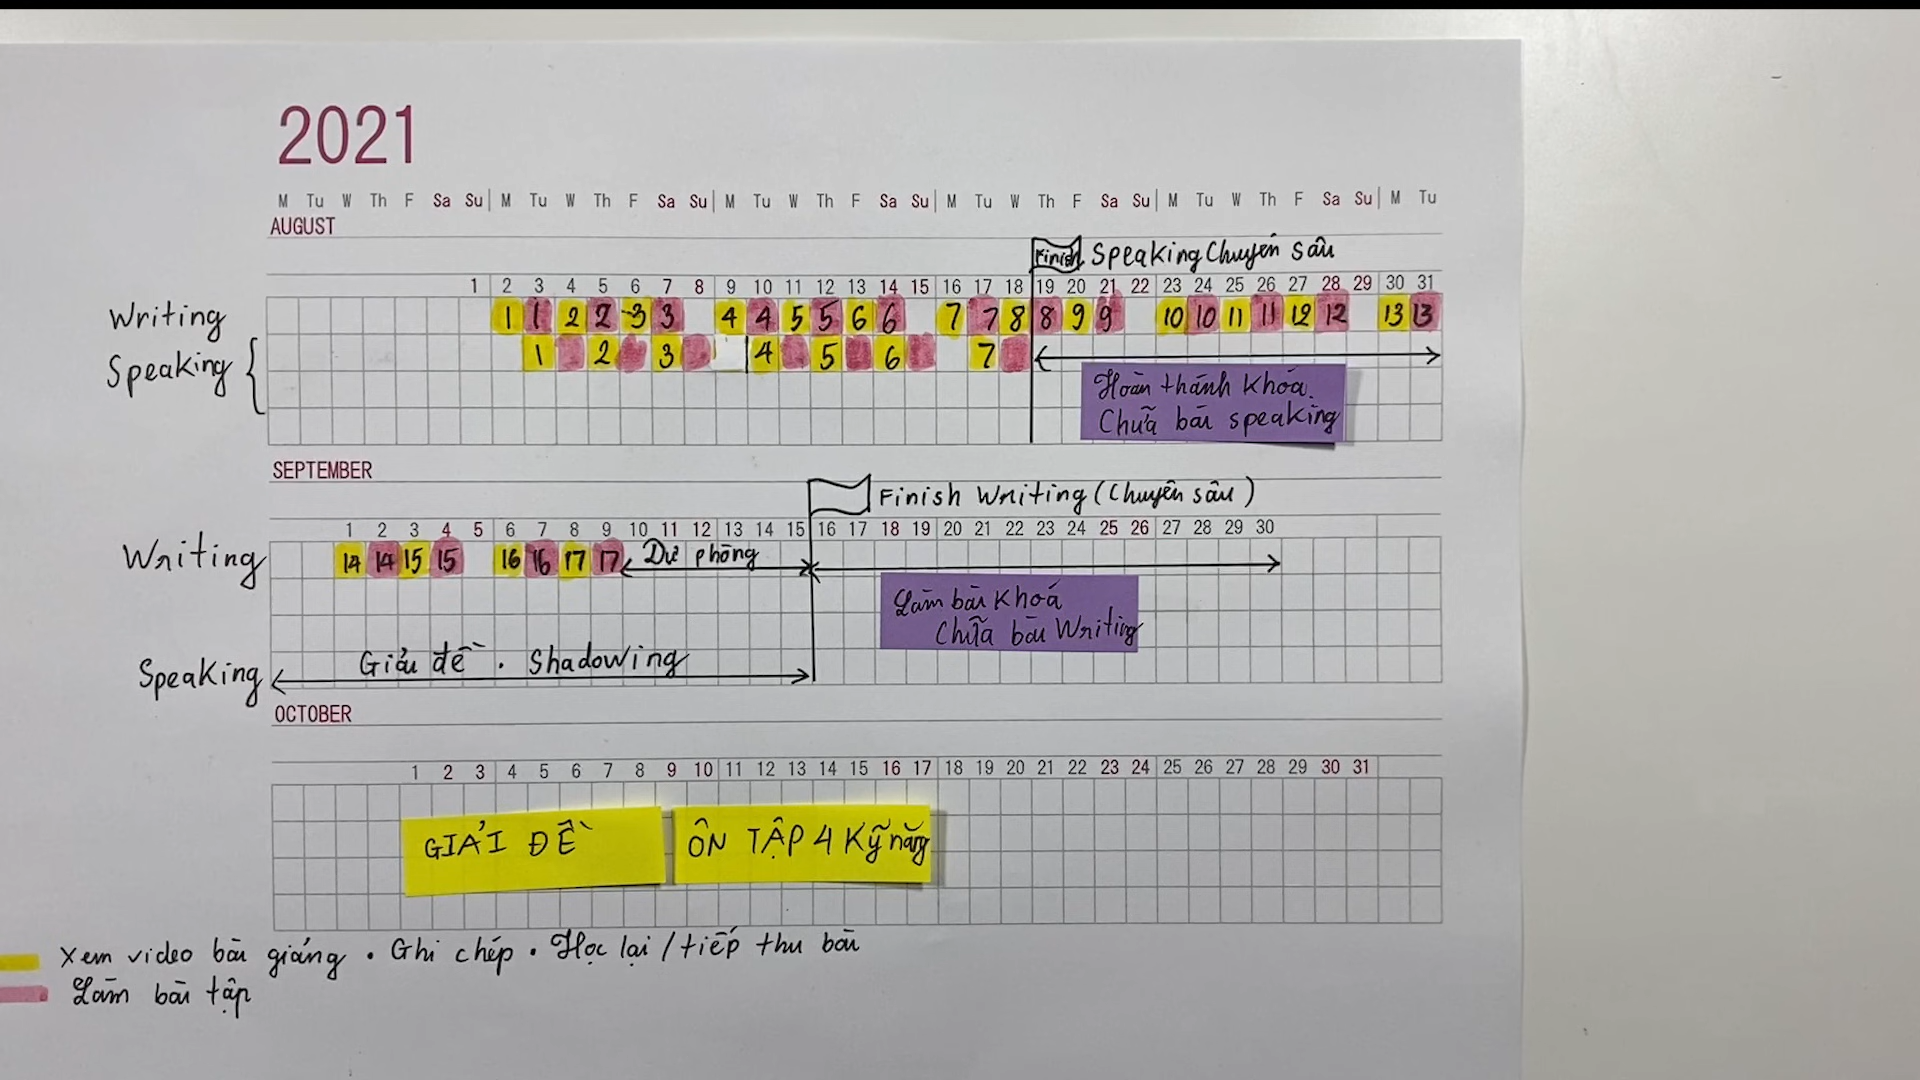 2021
M Tu W Th F Sa Su M Tu W Th F Sa Su M Tu W Th F Sa Su M Tu W Th F Sa Su M Tu W Th F Sa Su M Tu
AUGUST
Finish Speaking Chuyên sâu
1 2 3 4 5 6 7 8 9 10 11 12 13 14 15 16 17 18 19 20 21 22 23 24 25 26 27 28 29 30 31
Writing 1 1 2 2 3 3 4 4 5 5 6 6 7 7 8 8 9 9 10 10 11 11 12 12 13 13
Speaking 1 2 3 4 5 6 7
Hoàn thành khóa
Chữa bài speaking
SEPTEMBER
Finish Writing (Chuyên sâu)
1 2 3 4 5 6 7 8 9 10 11 12 13 14 15 16 17 18 19 20 21 22 23 24 25 26 27 28 29 30
Writing 14 14 15 15 16 16 17 17 Dự phòng
Làm bài khoá
Chữa bài Writing
Speaking Giải đề . Shadowing
OCTOBER
1 2 3 4 5 6 7 8 9 10 11 12 13 14 15 16 17 18 19 20 21 22 23 24 25 26 27 28 29 30 31
GIẢI ĐỀ ÔN TẬP 4 Kỹ năng
Xem video bài giảng . Ghi chép . Học lại / tiếp thu bài
Làm bài tập